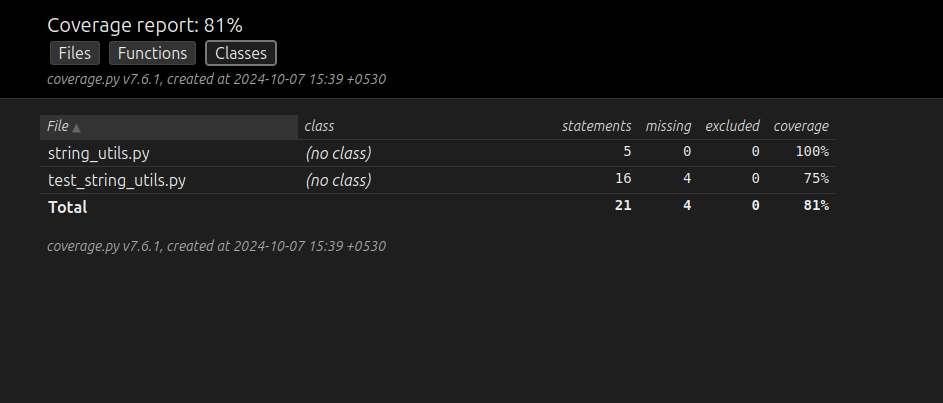 Coverage report: 81%
Files Functions Classes
coverage.py v7.6.1, created at 2024-10-07 15:39 +0530
File ▲ class statements missing excluded coverage
string_utils.py (no class) 5 0 0 100%
test_string_utils.py (no class) 16 4 0 75%
Total 21 4 0 81%
coverage.py v7.6.1, created at 2024-10-07 15:39 +0530